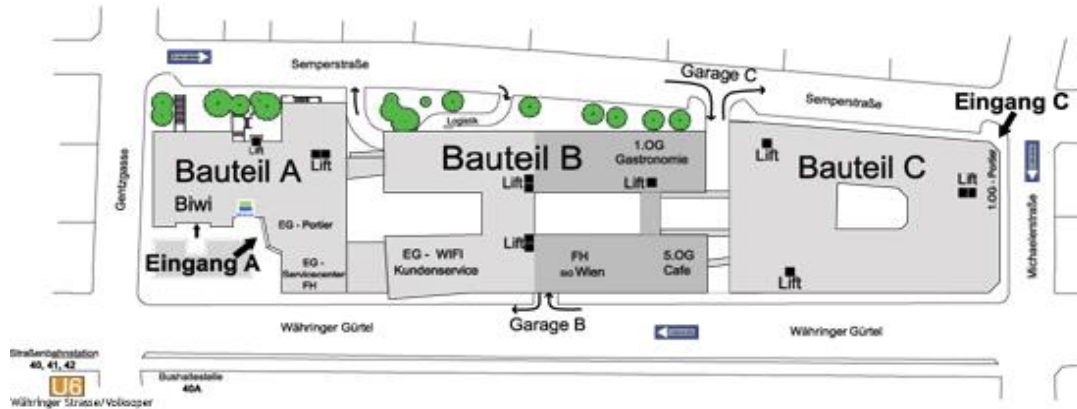 Semperstraße
Garage C
Semperstraße
Eingang C
Logistik
Gentzgasse
Lift
Bauteil A
Lift
Bauteil B
1.OG
Gastronomie
Lift
Bauteil C
Lift
Lift
Lift
1.OG - Portier
Michaelerstraße
Biwi
EG - Portier
Eingang A
EG -
Servicecenter
FH
EG - WIFI
Kundenservice
Lift
FH
Wien
5.OG
Cafe
Lift
Garage B
Währinger Gürtel
Währinger Gürtel
Straßenbahnstation
40, 41, 42
U6
Währinger Strasse/Volksoper
Bushaltestelle
40A